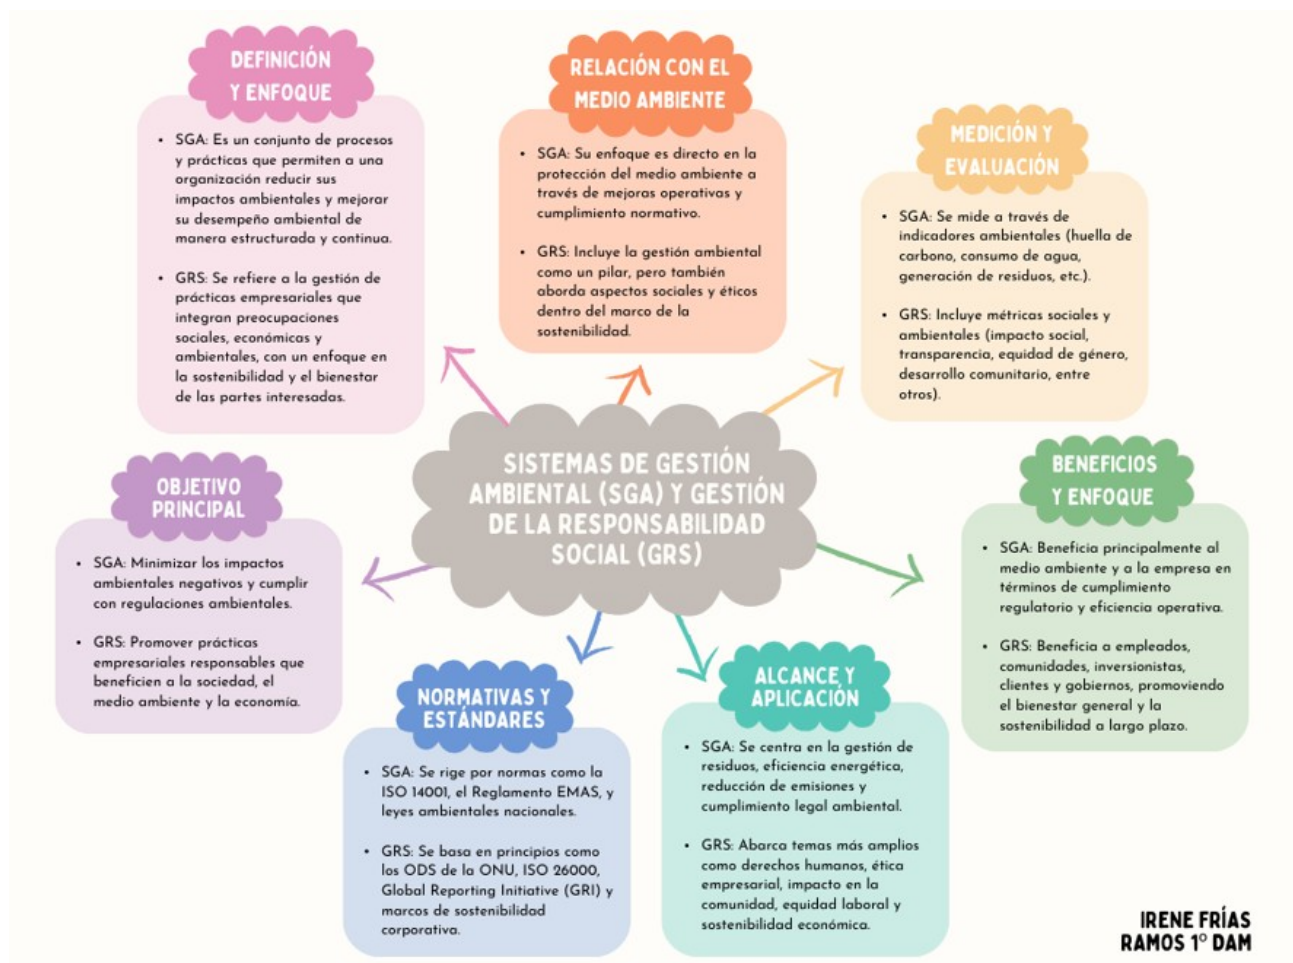 DEFINICIÓN
Y ENFOQUE
• SGA: Es un conjunto de procesos
y prácticas que permiten a una
organización reducir sus
impactos ambientales y mejorar
su desempeño ambiental de
manera estructurada y continua.
• GRS: Se refiere a la gestión de
prácticas empresariales que
integran preocupaciones
sociales, económicas y
ambientales, con un enfoque en
la sostenibilidad y el bienestar
de las partes interesadas.
RELACIÓN CON EL
MEDIO AMBIENTE
• SGA: Su enfoque es directo en la
protección del medio ambiente a
través de mejoras operativas y
cumplimiento normativo.
• GRS: Incluye la gestión ambiental
como un pilar, pero también
aborda aspectos sociales y éticos
dentro del marco de la
sostenibilidad.
MEDICIÓN Y
EVALUACIÓN
• SGA: Se mide a través de
indicadores ambientales (huella de
carbono, consumo de agua,
generación de residuos, etc.).
• GRS: Incluye métricas sociales y
ambientales (impacto social,
transparencia, equidad de género,
desarrollo comunitario, entre
otros).
SISTEMAS DE GESTIÓN
AMBIENTAL (SGA) Y GESTIÓN
DE LA RESPONSABILIDAD
SOCIAL (GRS)
OBJETIVO
PRINCIPAL
• SGA: Minimizar los impactos
ambientales negativos y cumplir
con regulaciones ambientales.
• GRS: Promover prácticas
empresariales responsables que
beneficien a la sociedad, el
medio ambiente y la economía.
BENEFICIOS
Y ENFOQUE
• SGA: Beneficia principalmente al
medio ambiente y a la empresa en
términos de cumplimiento
regulatorio y eficiencia operativa.
• GRS: Beneficia a empleados,
comunidades, inversionistas,
clientes y gobiernos, promoviendo
el bienestar general y la
sostenibilidad a largo plazo.
NORMATIVAS Y
ESTÁNDARES
• SGA: Se rige por normas como la
ISO 14001, el Reglamento EMAS, y
leyes ambientales nacionales.
• GRS: Se basa en principios como
los ODS de la ONU, ISO 26000,
Global Reporting Initiative (GRI) y
marcos de sostenibilidad
corporativa.
ALCANCE Y
APLICACIÓN
• SGA: Se centra en la gestión de
residuos, eficiencia energética,
reducción de emisiones y
cumplimiento legal ambiental.
• GRS: Abarca temas más amplios
como derechos humanos, ética
empresarial, impacto en la
comunidad, equidad laboral y
sostenibilidad económica.
IRENE FRÍAS
RAMOS 1º DAM